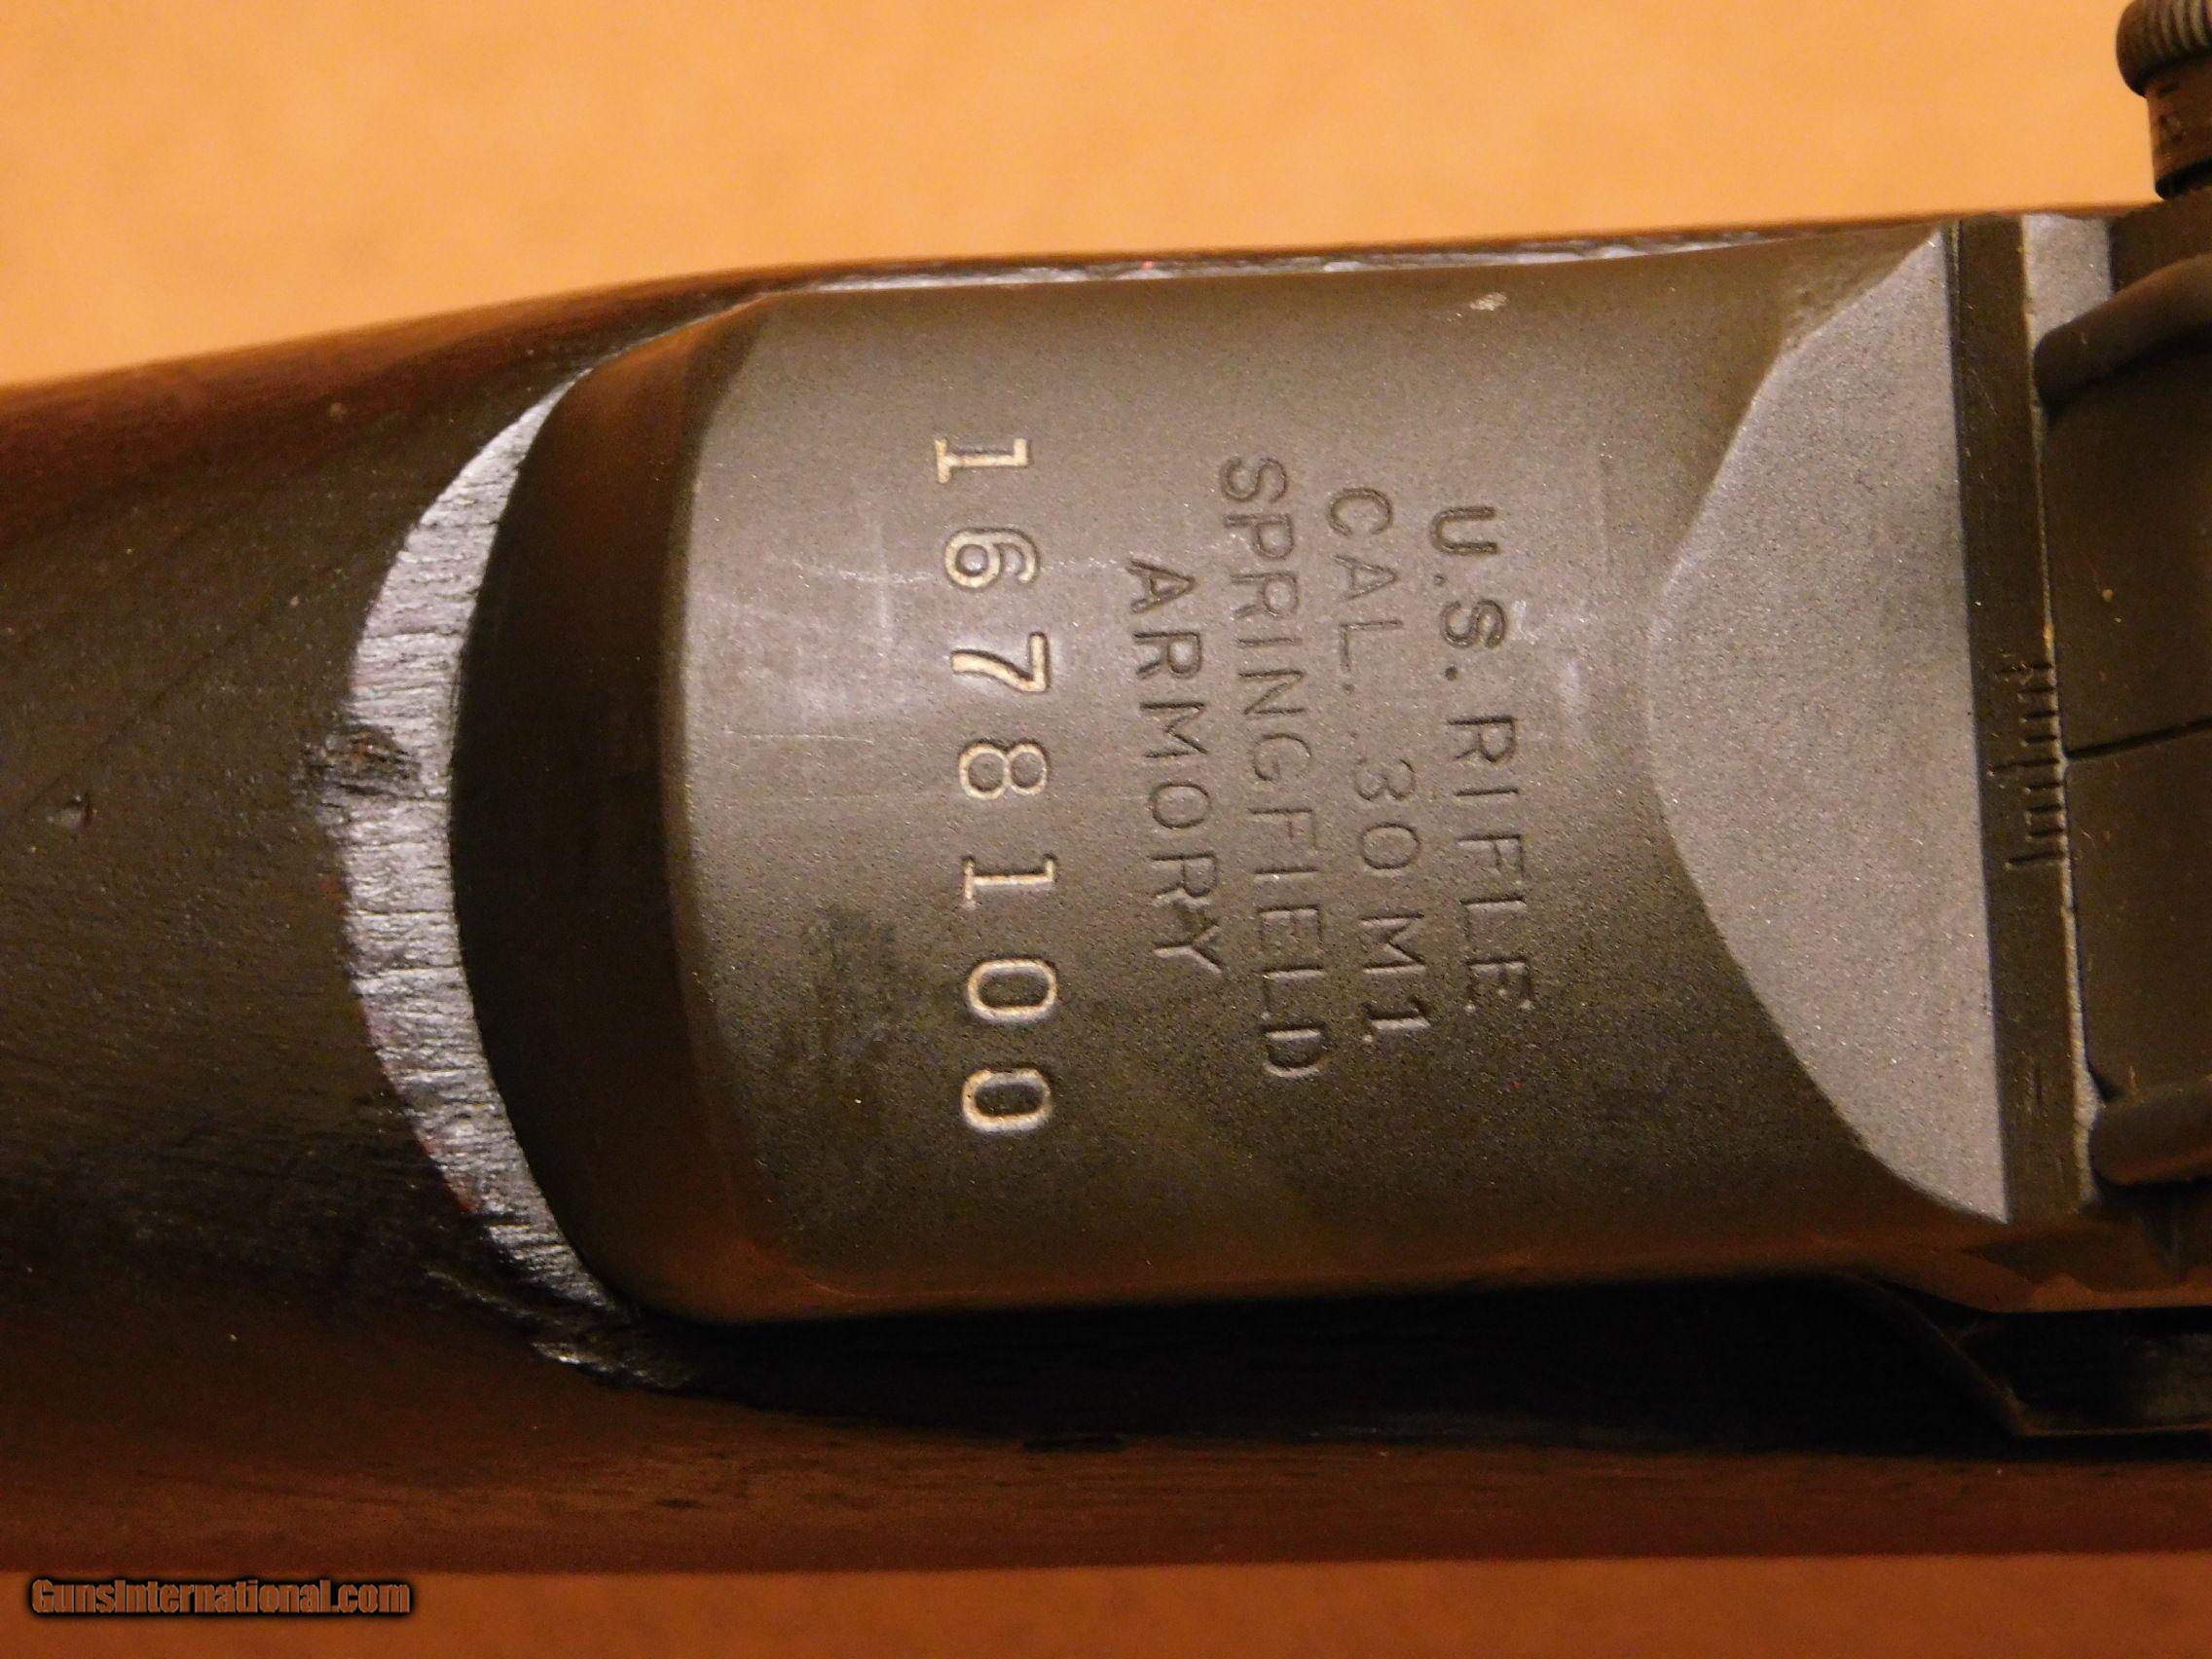 U.S. RIFLE
CAL. .30 M1.
SPRINGFIELD
ARMORY
1678100
GunsInternational.com